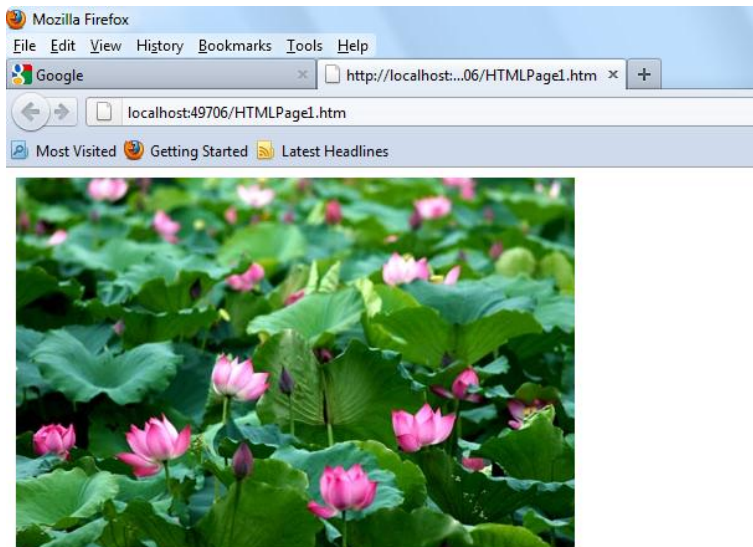 Mozilla Firefox
File Edit View History Bookmarks Tools Help
Google × http://localhost:...06/HTMLPage1.htm × +
localhost:49706/HTMLPage1.htm
Most Visited Getting Started Latest Headlines